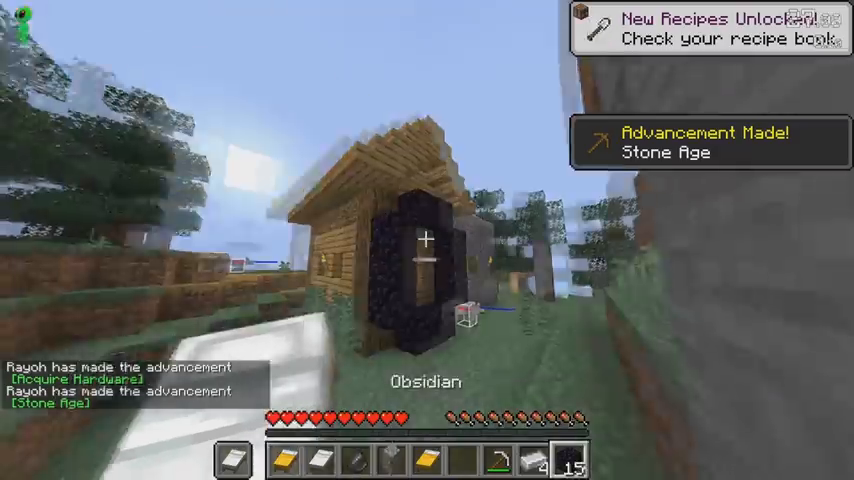 New Recipes Unlocked!
Check your recipe book
Advancement Made!
Stone Age
Rayoh has made the advancement
[Acquire Hardware]
Rayoh has made the advancement
[Stone Age]
Obsidian
4
15